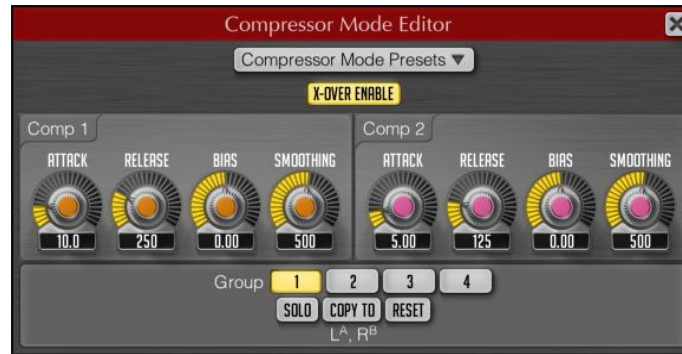 Compressor Mode Editor
Compressor Mode Presets
X-OVER ENABLE
Comp 1
ATTACK RELEASE BIAS SMOOTHING
10.0 250 0.00 500
Comp 2
ATTACK RELEASE BIAS SMOOTHING
5.00 125 0.00 500
Group 1 2 3 4
SOLO COPY TO RESET
Lᴬ, Rᴮ